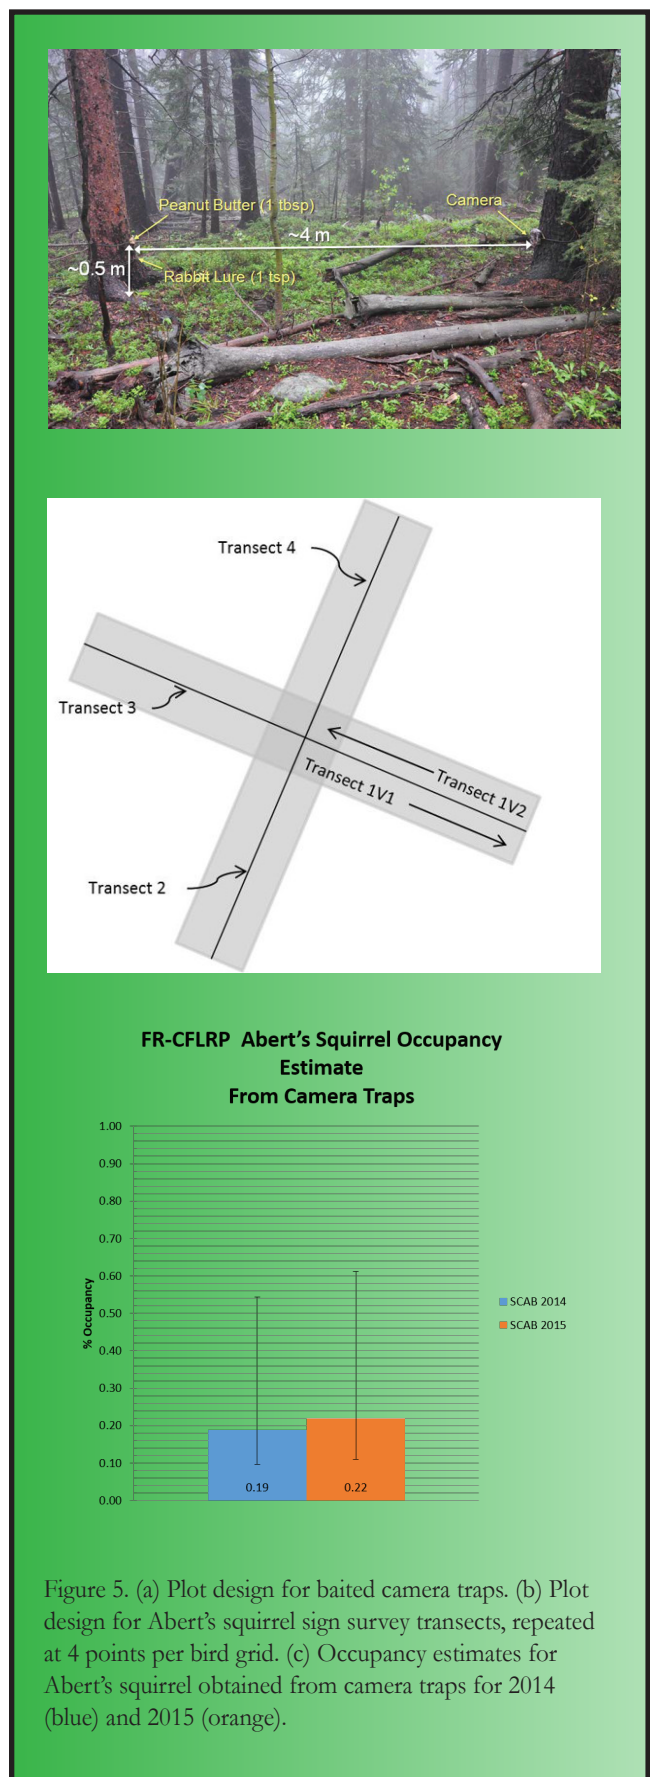 Peanut Butter (1 tbsp)
Camera
~4 m
~0.5 m
Rabbit Lure (1 tsp)
Transect 4
Transect 3
Transect 1V2
Transect 1V1
Transect 2
FR-CFLRP Abert's Squirrel Occupancy
Estimate
From Camera Traps
1.00
0.90
0.80
0.70
0.60
0.50
0.40
0.30
0.20
0.10
0.00
% Occupancy
0.19
0.22
SCAB 2014
SCAB 2015
Figure 5. (a) Plot design for baited camera traps. (b) Plot
design for Abert's squirrel sign survey transects, repeated
at 4 points per bird grid. (c) Occupancy estimates for
Abert's squirrel obtained from camera traps for 2014
(blue) and 2015 (orange).